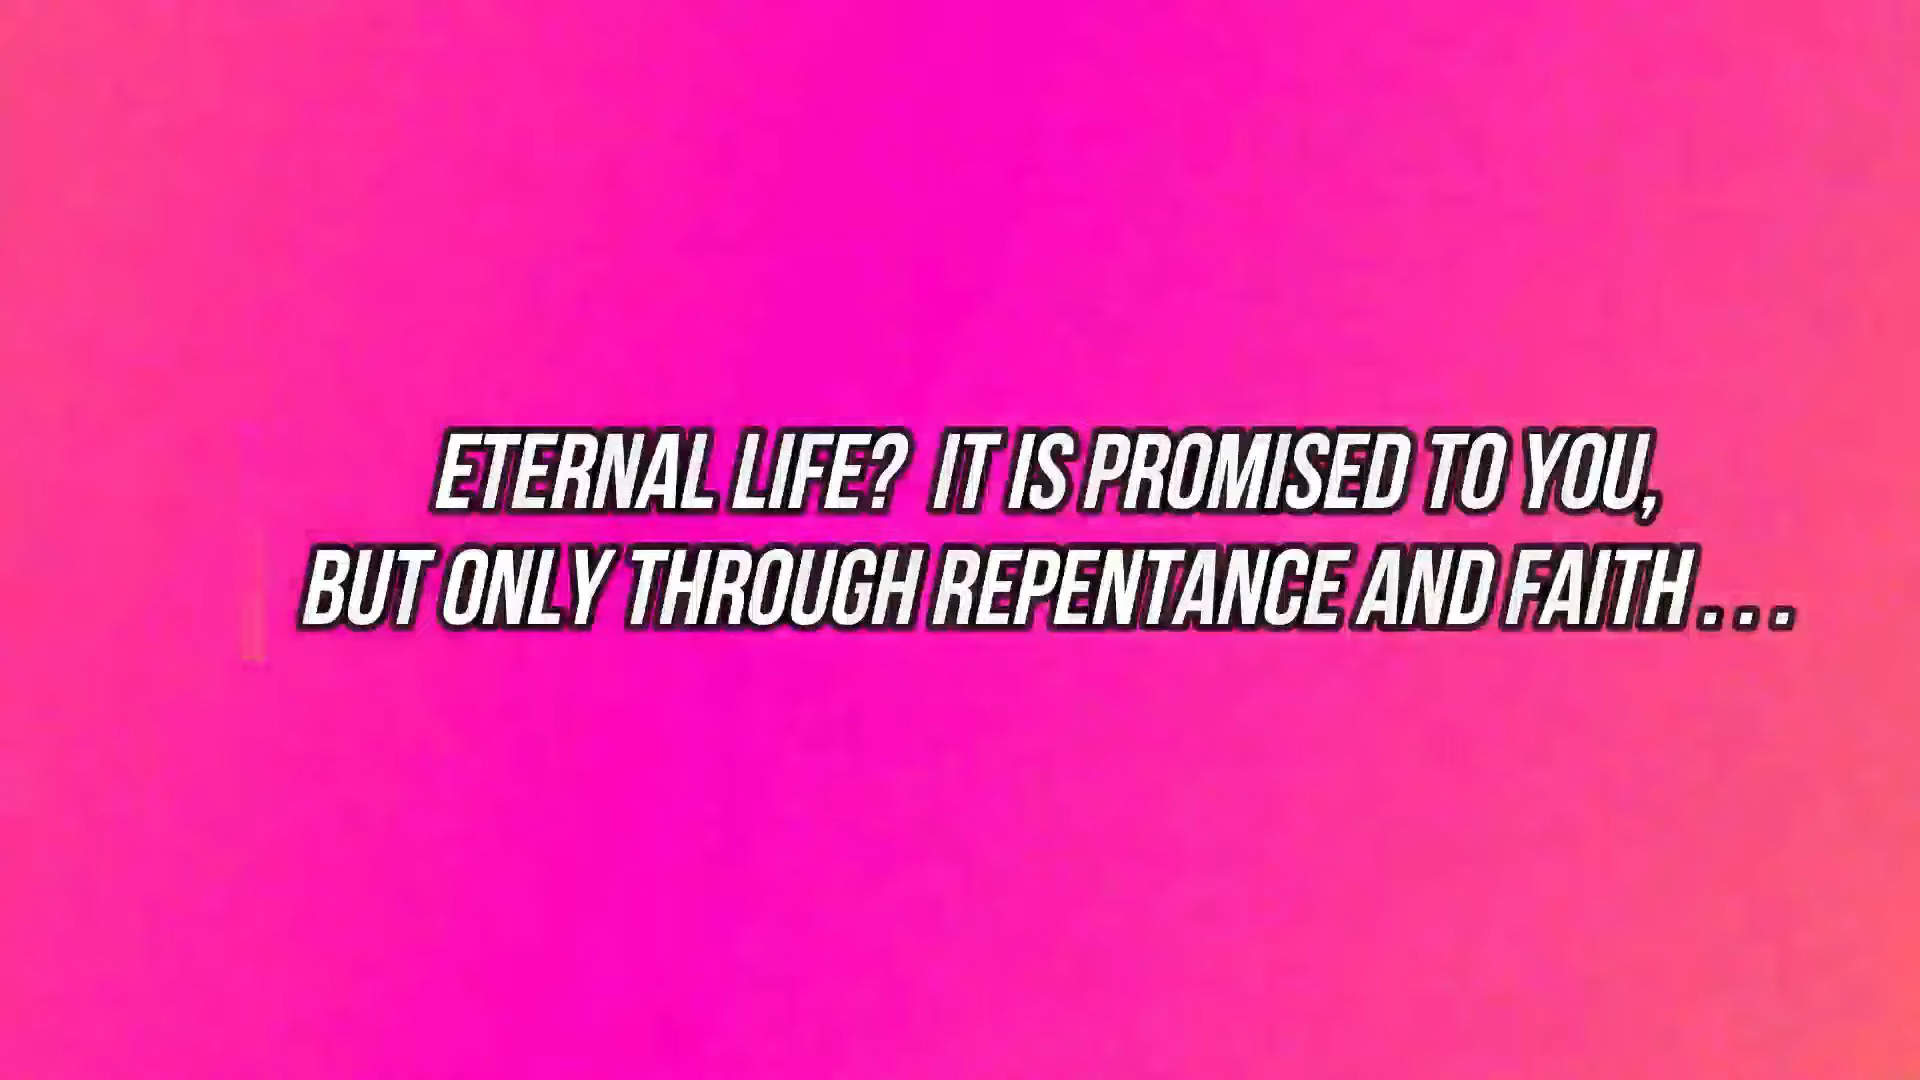 ETERNAL LIFE? IT IS PROMISED TO YOU,
BUT ONLY THROUGH REPENTANCE AND FAITH...